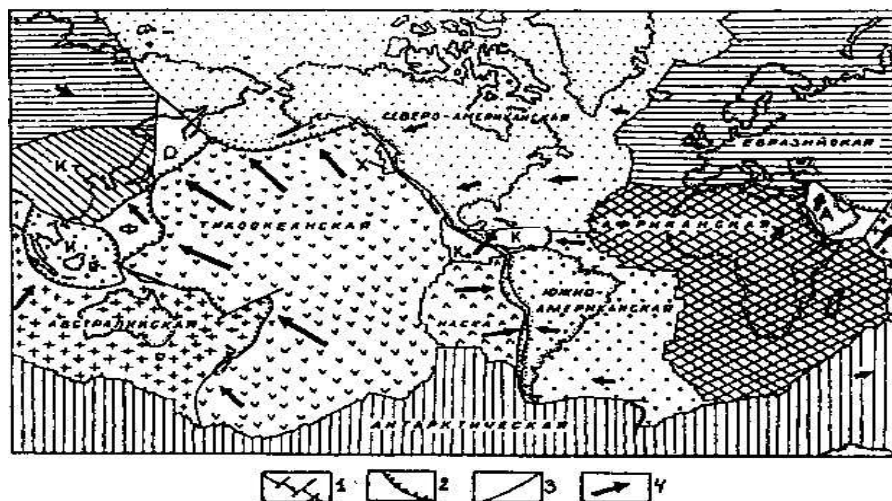 СЕВЕРО-АМЕРИКАНСКАЯ
ЕВРАЗИЙСКАЯ
К
О
ТИХООКЕАНСКАЯ
АФРИКАНСКАЯ
А
Ф
И
К
К
ЮЖНО-
АМЕРИКАНСКАЯ
АВСТРАЛИЙСКАЯ
НАСКА
АНТАРКТИЧЕСКАЯ
1 2 3 4